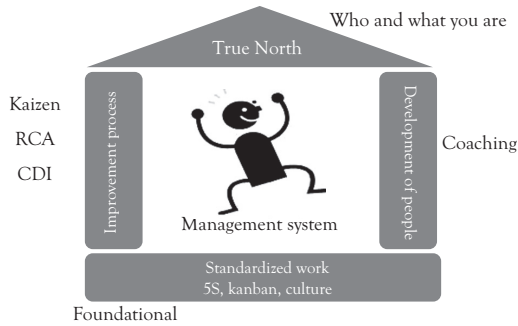 Who and what you are
True North
Kaizen
RCA
CDI
Improvement process
Management system
Development of people
Coaching
Standardized work
5S, kanban, culture
Foundational